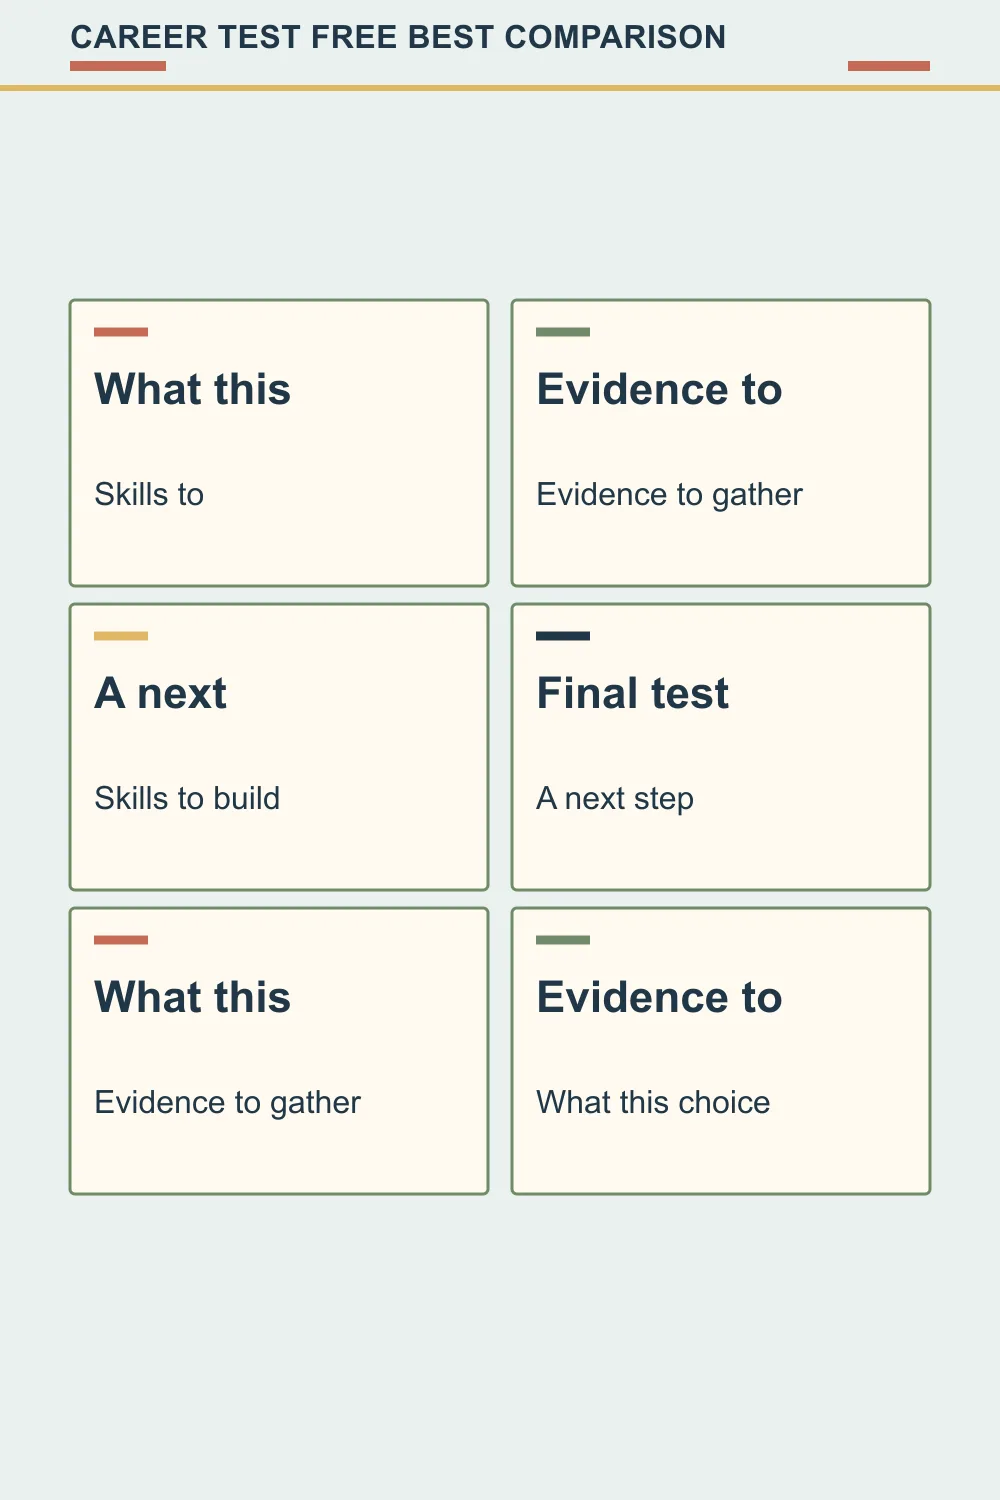 CAREER TEST FREE BEST COMPARISON
What this
Skills to
Evidence to
Evidence to gather
A next
Skills to build
Final test
A next step
What this
Evidence to gather
Evidence to
What this choice